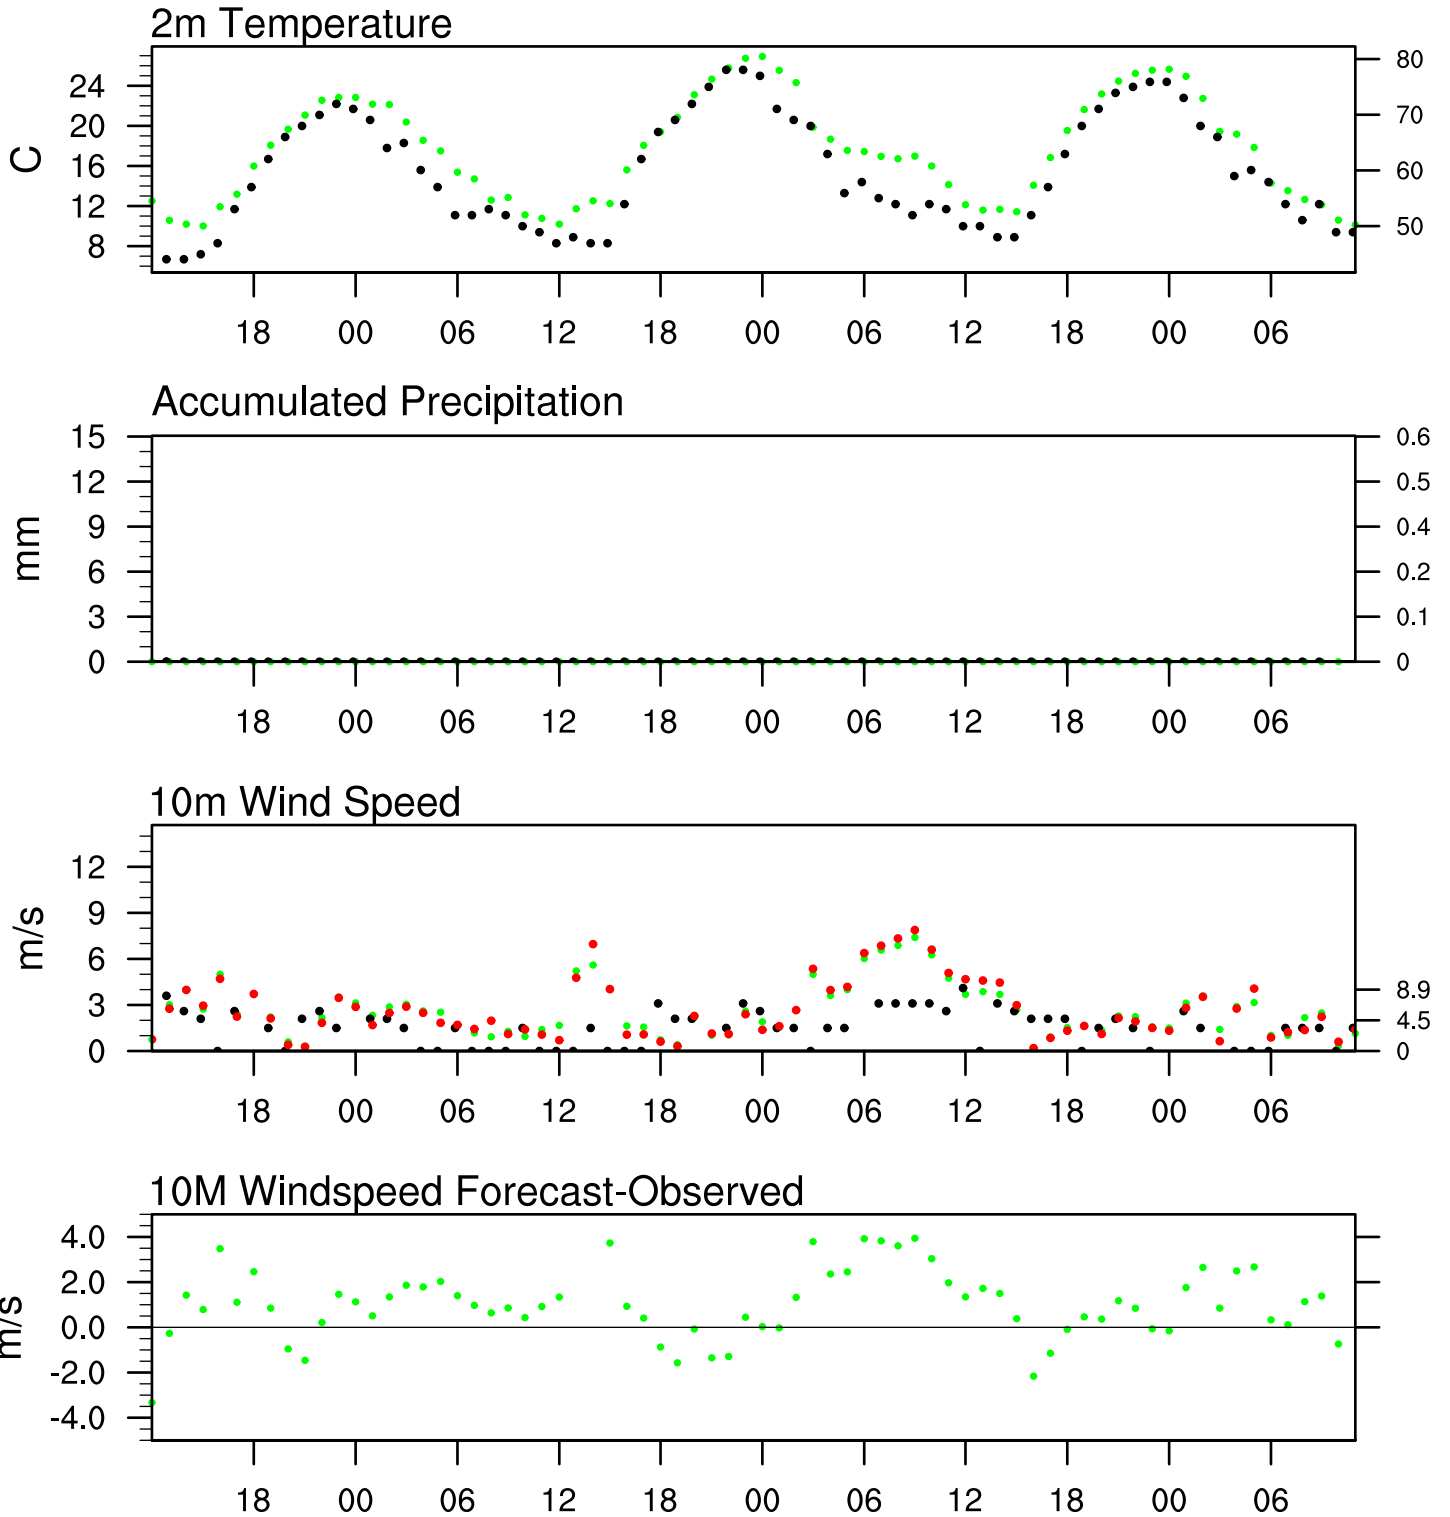 2m Temperature
24
20
16
12
8
C
80
70
60
50
18 00 06 12 18 00 06 12 18 00 06
Accumulated Precipitation
15
12
9
6
3
0
mm
0.6
0.5
0.4
0.2
0.1
0
18 00 06 12 18 00 06 12 18 00 06
10m Wind Speed
12
9
6
3
0
m/s
8.9
4.5
0
18 00 06 12 18 00 06 12 18 00 06
10M Windspeed Forecast-Observed
4.0
2.0
0.0
-2.0
-4.0
m/s
18 00 06 12 18 00 06 12 18 00 06